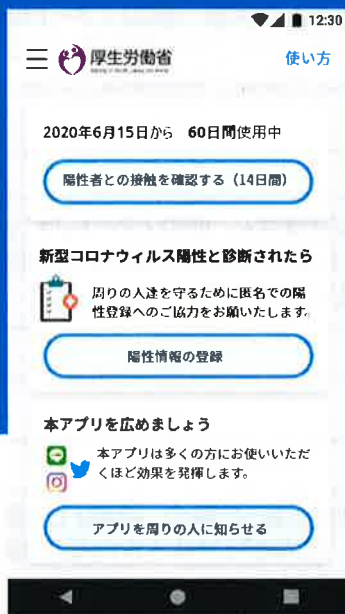 12:30
厚生労働省
使い方
2020年6月15日から 60日間使用中
陽性者との接触を確認する（14日間）
新型コロナウィルス陽性と診断されたら
周りの人達を守るために匿名での陽
性登録へのご協力をお願いいたします。
陽性情報の登録
本アプリを広めましょう
本アプリは多くの方にお使いいただ
くほど効果を発揮します。
アプリを周りの人に知らせる